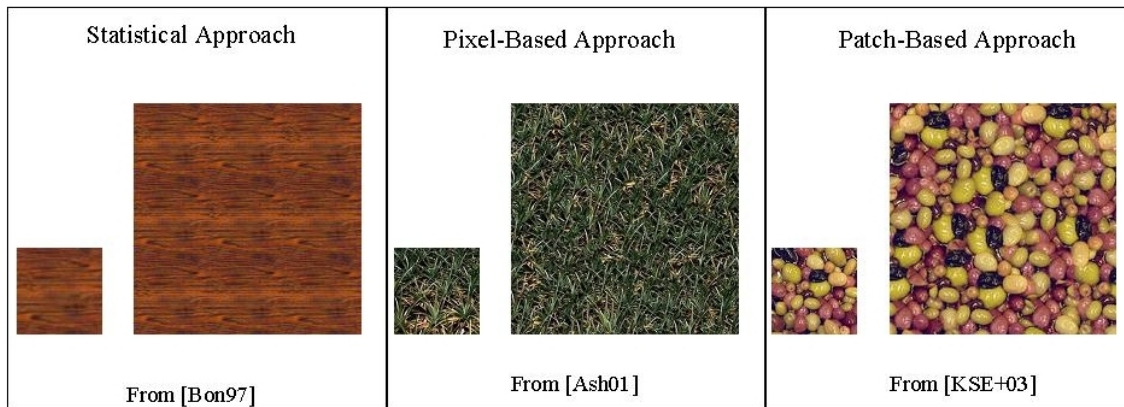 Statistical Approach
Pixel-Based Approach
Patch-Based Approach
From [Bon97]
From [Ash01]
From [KSE+03]